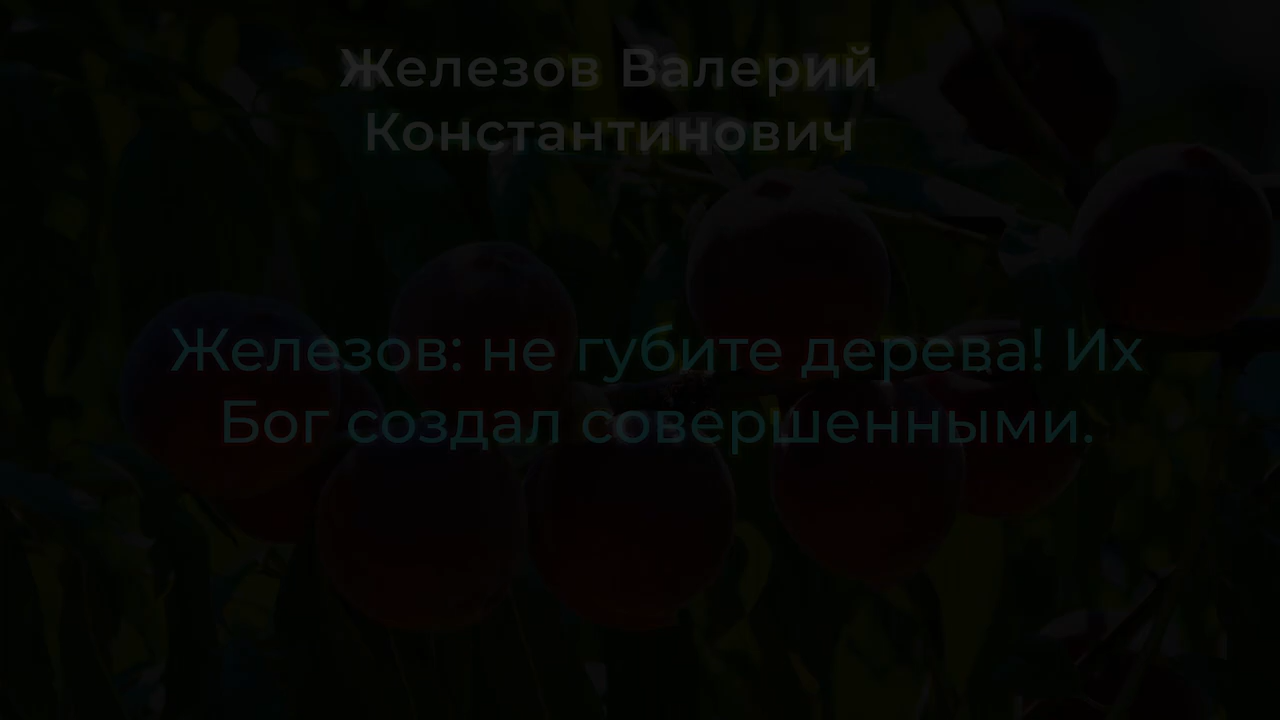 Железов Валерий
Константинович
Железов: не губите дерева! Их
Бог создал совершенными.